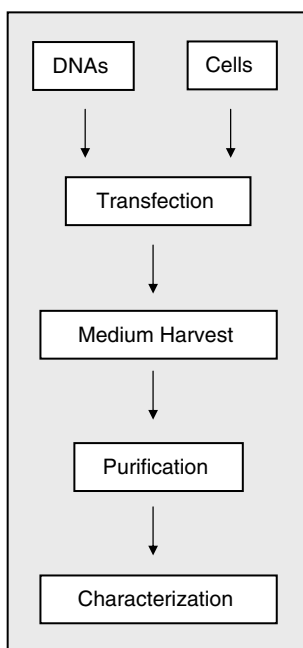 DNAs
Cells
Transfection
Medium Harvest
Purification
Characterization